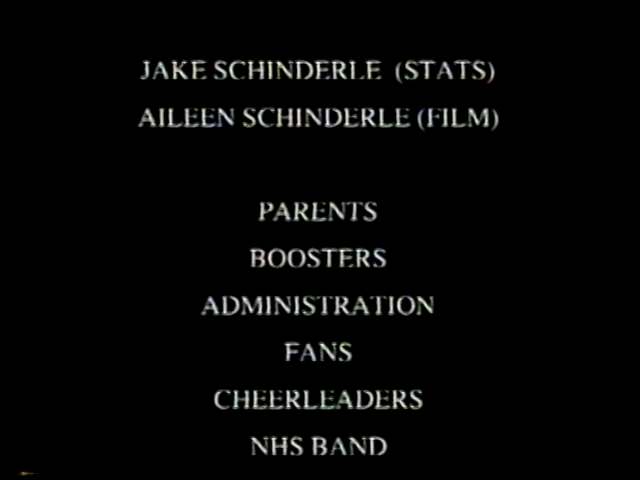 JAKE SCHINDERLE (STATS)
AILEEN SCHINDERLE (FILM)
PARENTS
BOOSTERS
ADMINISTRATION
FANS
CHEERLEADERS
NHS BAND